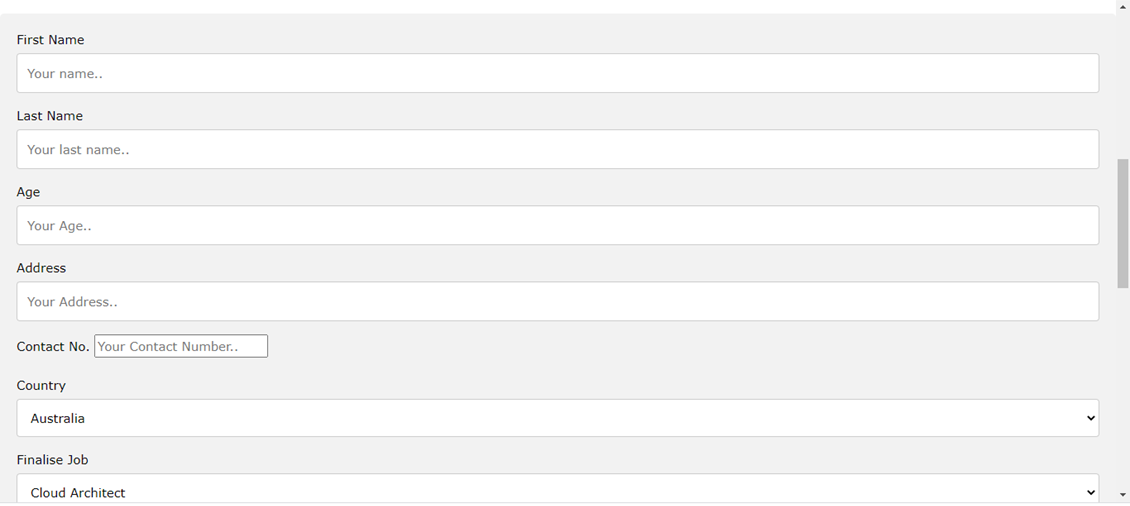 First Name
Your name..
Last Name
Your last name..
Age
Your Age..
Address
Your Address..
Contact No. Your Contact Number..
Country
Australia
Finalise Job
Cloud Architect